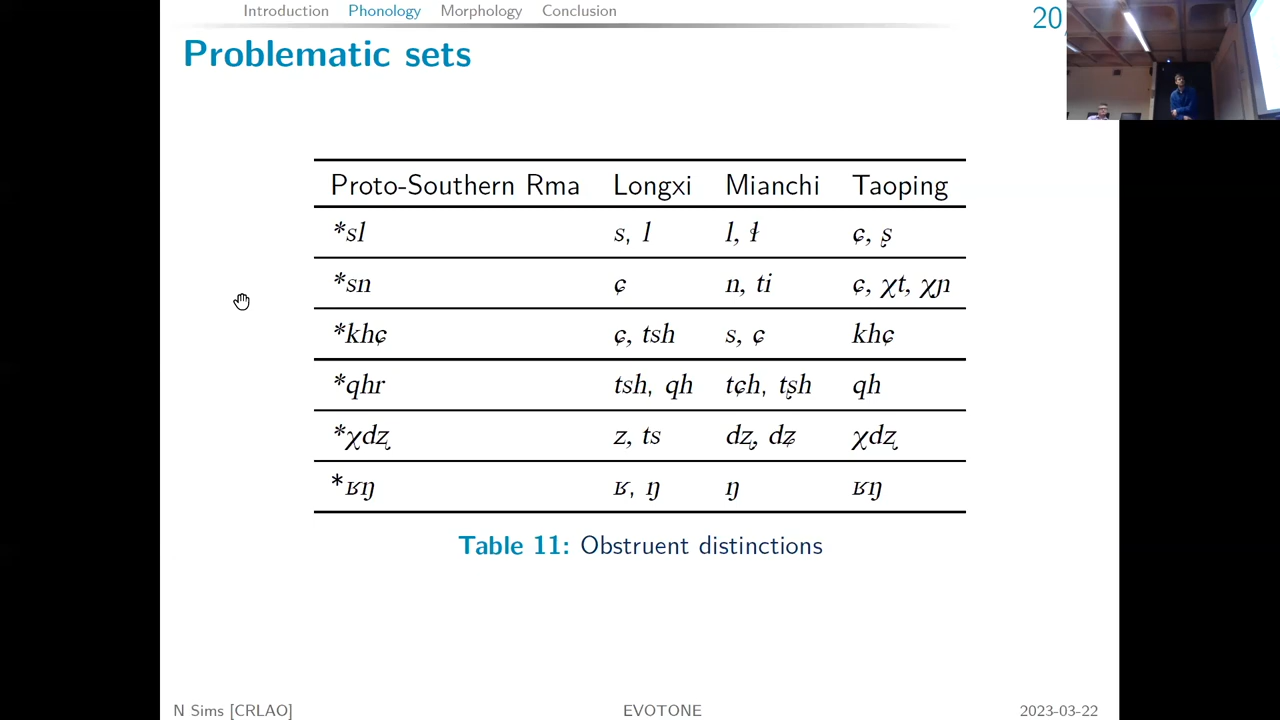 Introduction Phonology Morphology Conclusion
20
Problematic sets
Proto-Southern Rma Longxi Mianchi Taoping
*sl s, l l, ɫ ɕ, ʂ
*sn ɕ n, ti ɕ, χt, χɲ
*khɕ ɕ, tsh s, ɕ khɕ
*qhr tsh, qh tɕh, tʂh qh
*χdʐ z, ts dʐ, dʑ χdʐ
*ʁŋ ʁ, ŋ ŋ ʁŋ
Table 11: Obstruent distinctions
N Sims [CRLAO] EVOTONE 2023-03-22